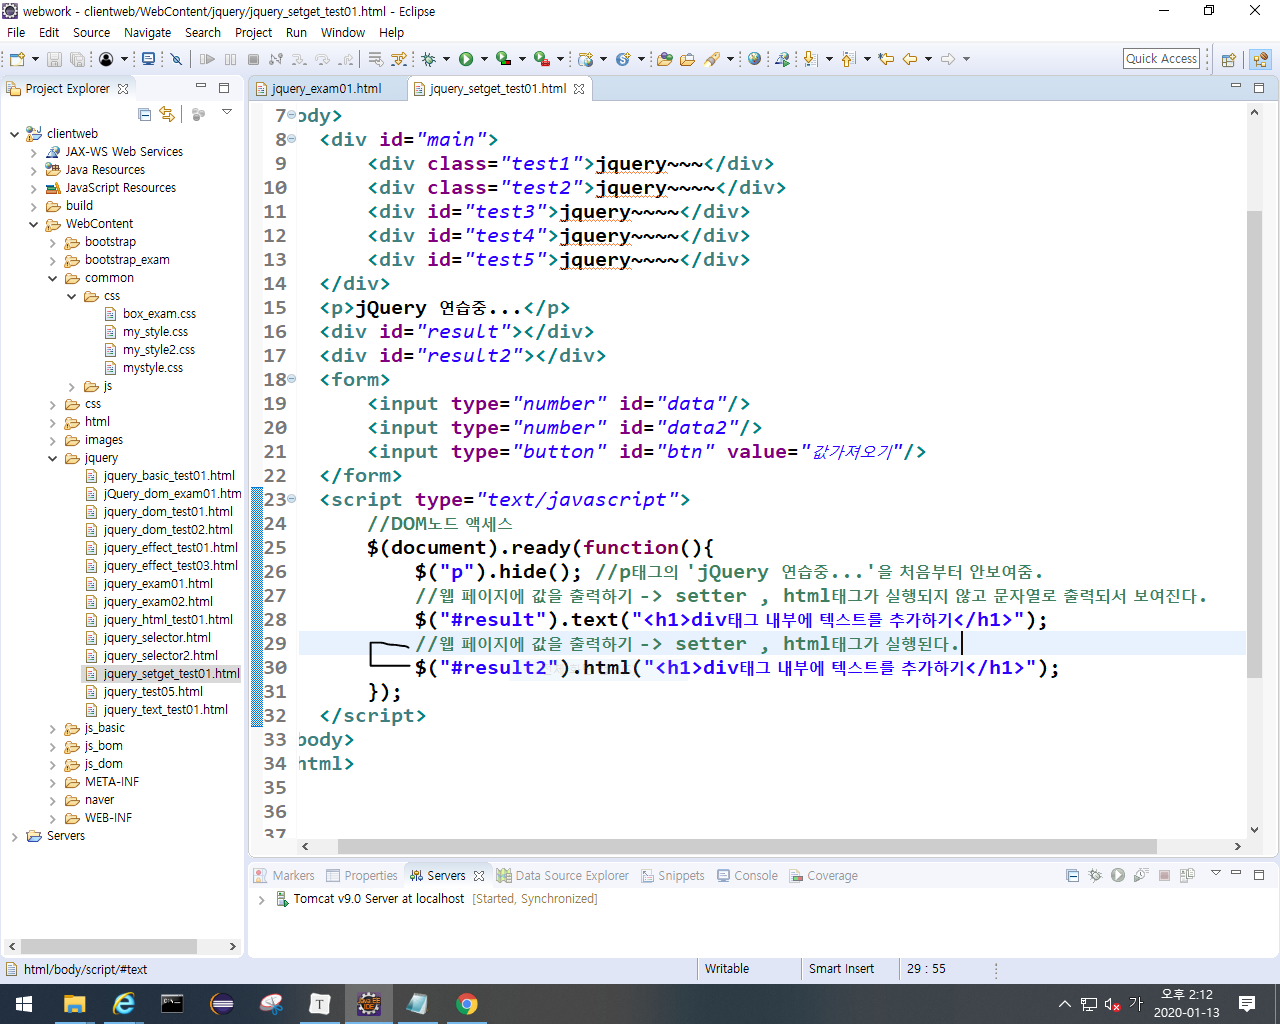 webwork - clientweb/WebContent/jquery/jquery_setget_test01.html - Eclipse
File Edit Source Navigate Search Project Run Window Help
Quick Access
Project Explorer
jquery_exam01.html
jquery_setget_test01.html
clientweb
JAX-WS Web Services
Java Resources
JavaScript Resources
build
WebContent
bootstrap
bootstrap_exam
common
css
box_exam.css
my_style.css
my_style2.css
mystyle.css
js
css
html
images
jquery
jquery_basic_test01.html
jQuery_dom_exam01.htm
jquery_dom_test01.html
jquery_dom_test02.html
jquery_effect_test01.html
jquery_effect_test03.html
jquery_exam01.html
jquery_exam02.html
jquery_html_test01.html
jquery_selector.html
jquery_selector2.html
jquery_setget_test01.html
jquery_test05.html
jquery_text_test01.html
js_basic
js_bom
js_dom
META-INF
naver
WEB-INF
Servers
7 ody>
8 <div id="main">
9 <div class="test1">jquery~~~</div>
10 <div class="test2">jquery~~~~</div>
11 <div id="test3">jquery~~~~</div>
12 <div id="test4">jquery~~~~</div>
13 <div id="test5">jquery~~~~</div>
14 </div>
15 <p>jQuery 연습중...</p>
16 <div id="result"></div>
17 <div id="result2"></div>
18 <form>
19 <input type="number" id="data"/>
20 <input type="number" id="data2"/>
21 <input type="button" id="btn" value="값가져오기"/>
22 </form>
23 <script type="text/javascript">
24 //DOM노드 액세스
25 $(document).ready(function(){
26 $("p").hide(); //p태그의 'jQuery 연습중...'을 처음부터 안보여줌.
27 //웹 페이지에 값을 출력하기 -> setter , html태그가 실행되지 않고 문자열로 출력되서 보여진다.
28 $("#result").text("<h1>div태그 내부에 텍스트를 추가하기</h1>");
29 //웹 페이지에 값을 출력하기 -> setter , html태그가 실행된다.
30 $("#result2").html("<h1>div태그 내부에 텍스트를 추가하기</h1>");
31 });
32 </script>
33 body>
34 html>
35
36
37
Markers Properties Servers Data Source Explorer Snippets Console Coverage
Tomcat v9.0 Server at localhost [Started, Synchronized]
html/body/script/#text
Writable
Smart Insert
29 : 55
가
오후 2:12
2020-01-13